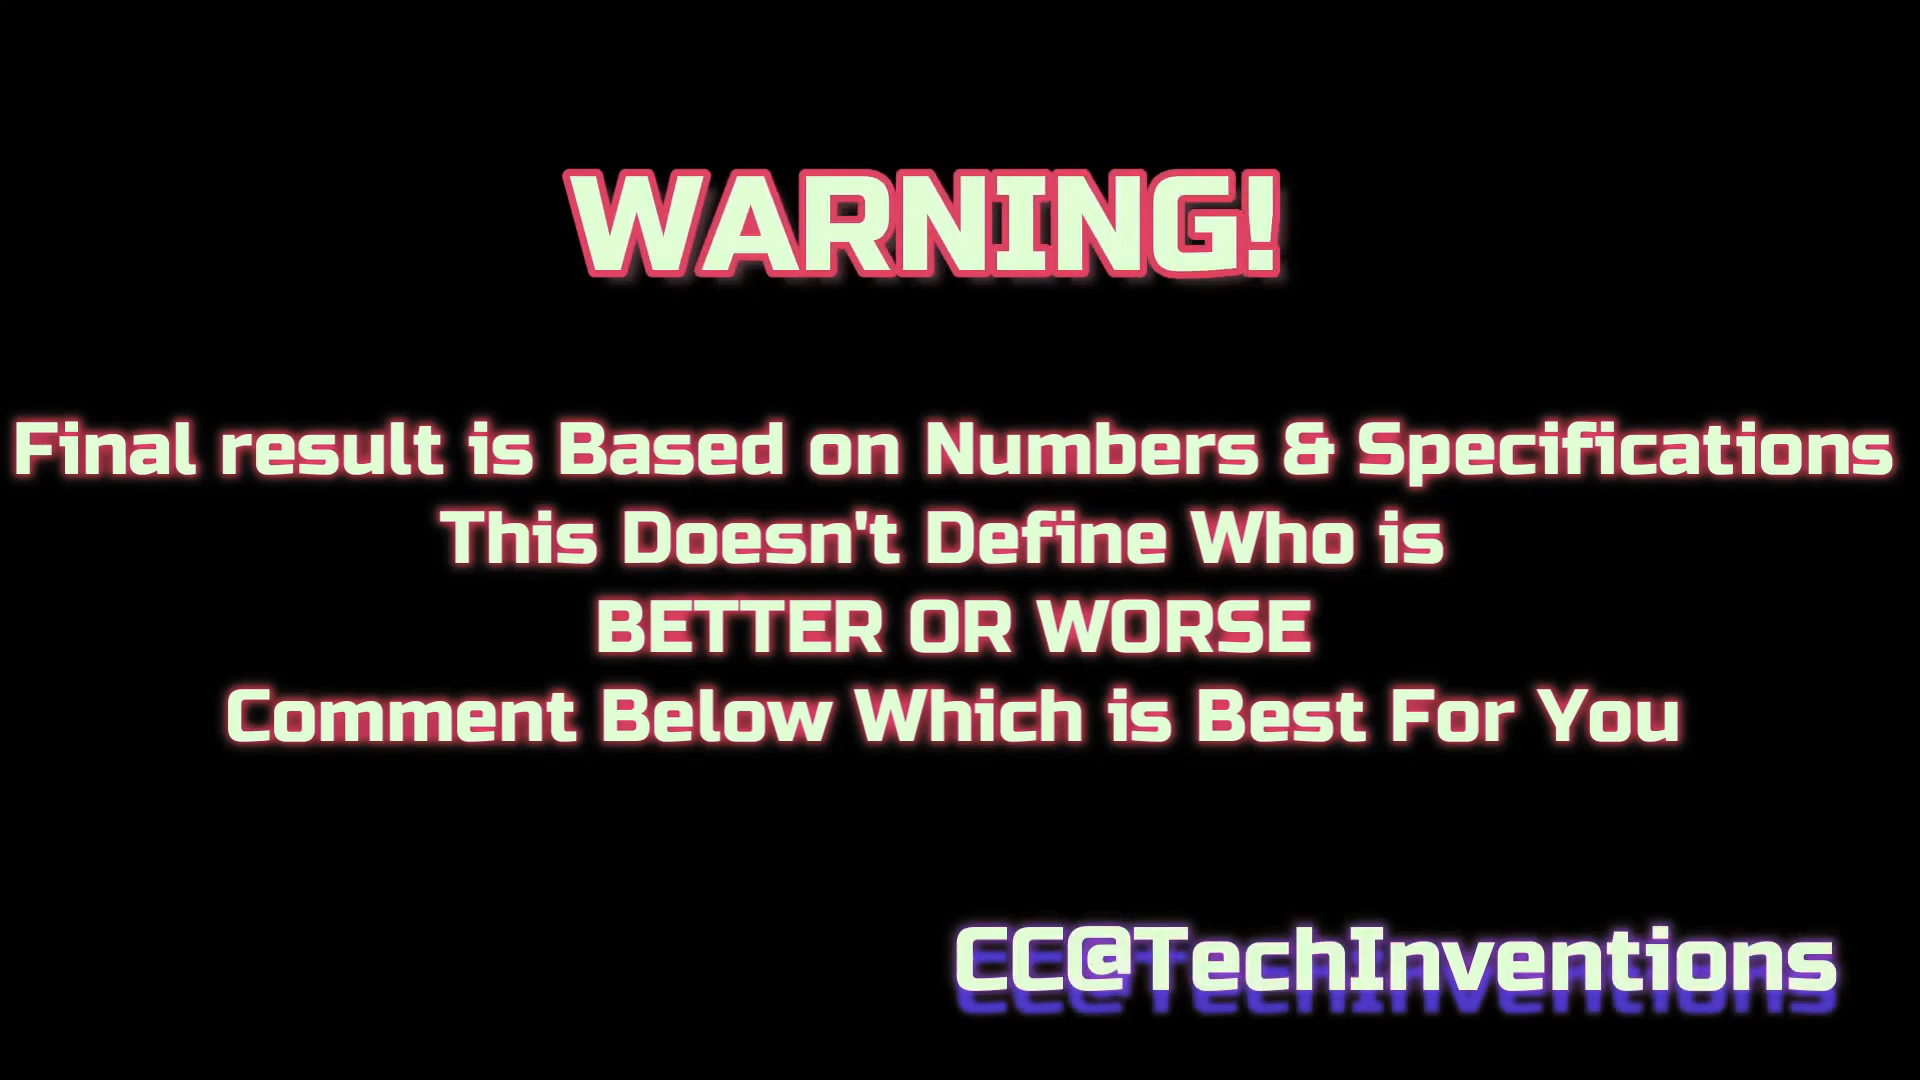 WARNING!
Final result is Based on Numbers & Specifications
This Doesn't Define Who is
BETTER OR WORSE
Comment Below Which is Best For You
CC@TechInventions